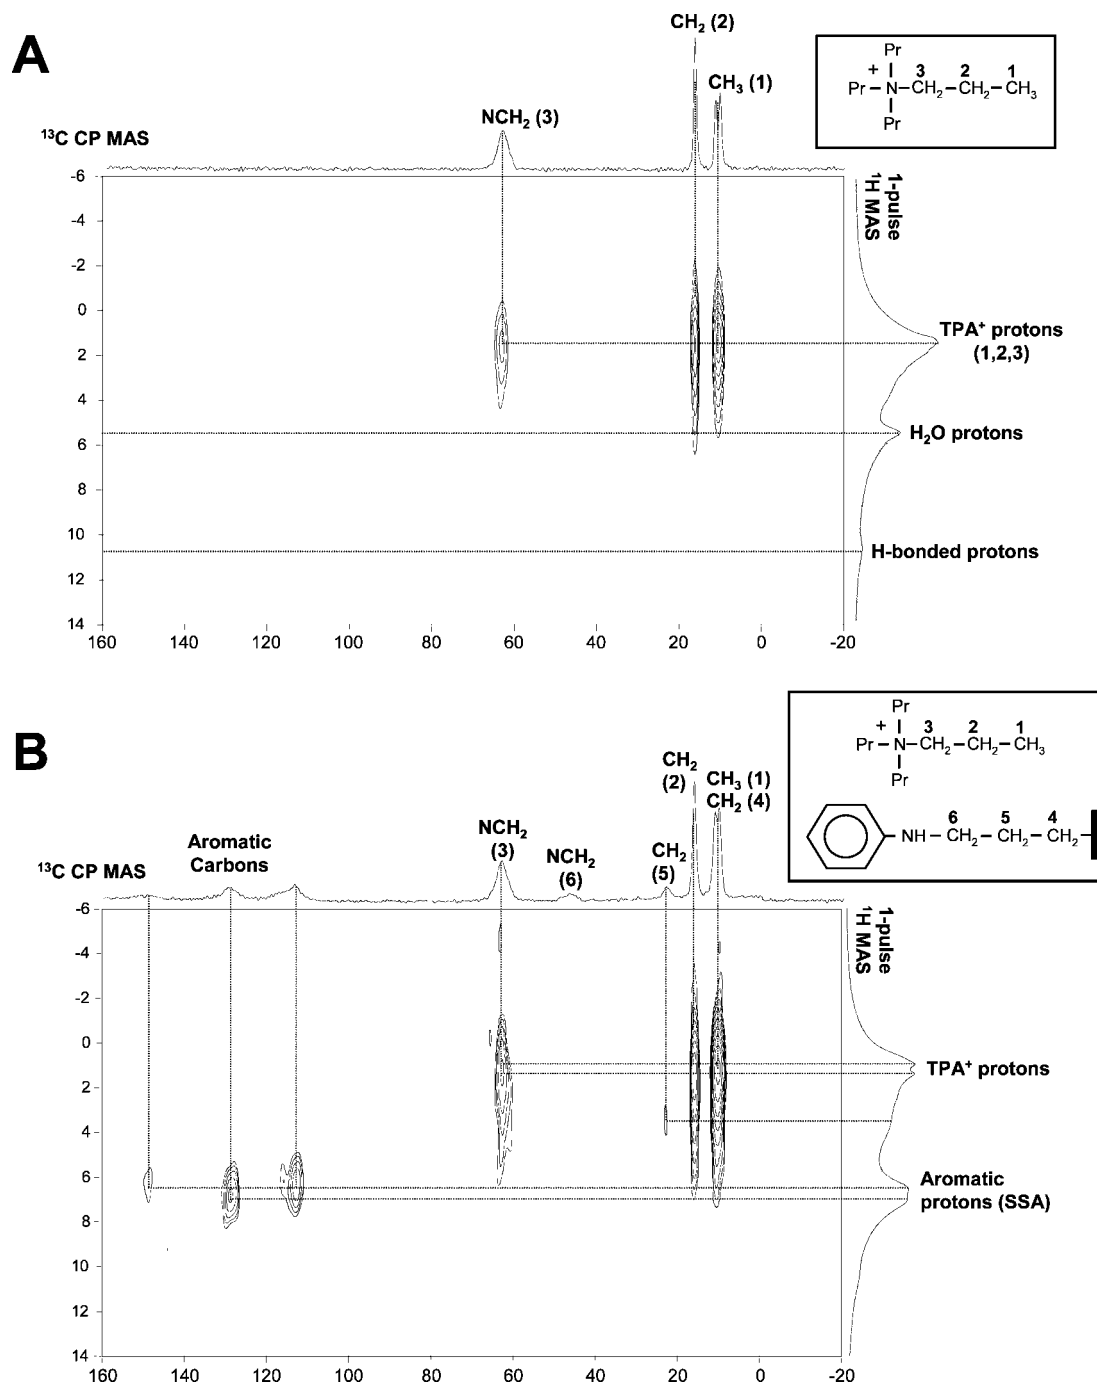 A
CH2 (2)
CH3 (1)
NCH2 (3)
13C CP MAS
Pr
+ 3 2 1
Pr–N–CH2–CH2–CH3
Pr
1-pulse
1H MAS
-6
-4
-2
0
2
4
6
8
10
12
14
TPA+ protons
(1,2,3)
H2O protons
H-bonded protons
160 140 120 100 80 60 40 20 0 -20
B
CH2
(2)
CH3 (1)
CH2 (4)
NCH2
(3)
NCH2
(6)
CH2
(5)
Aromatic
Carbons
13C CP MAS
Pr
+ 3 2 1
Pr–N–CH2–CH2–CH3
Pr
6 5 4
NH–CH2–CH2–CH2–
1-pulse
1H MAS
-6
-4
-2
0
2
4
6
8
10
12
14
TPA+ protons
Aromatic
protons (SSA)
160 140 120 100 80 60 40 20 0 -20